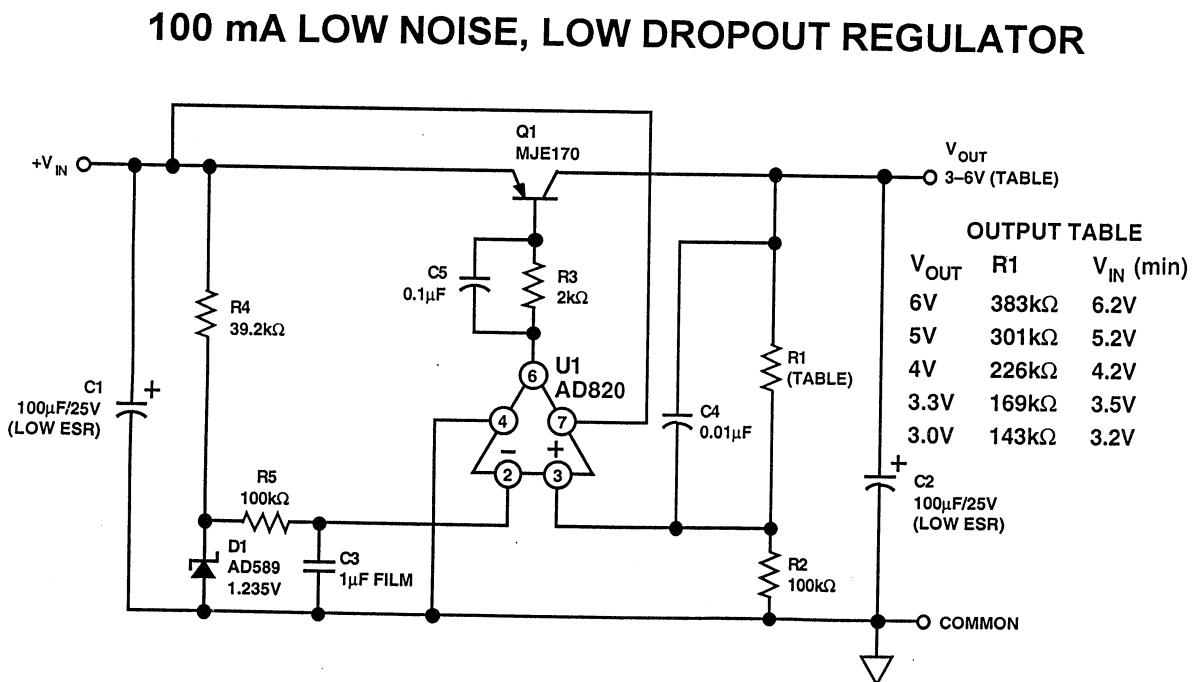 100 mA LOW NOISE, LOW DROPOUT REGULATOR
Q1
MJE170
+VIN
VOUT
3–6V (TABLE)
OUTPUT TABLE
VOUT R1 VIN (min)
6V 383kΩ 6.2V
5V 301kΩ 5.2V
4V 226kΩ 4.2V
3.3V 169kΩ 3.5V
3.0V 143kΩ 3.2V
C5
0.1µF
R3
2kΩ
R4
39.2kΩ
U1
AD820
6
4
7
–
+
2
3
R1
(TABLE)
C1
+
100µF/25V
(LOW ESR)
C4
0.01µF
R5
100kΩ
+
C2
100µF/25V
(LOW ESR)
D1
AD589
1.235V
C3
1µF FILM
R2
100kΩ
COMMON